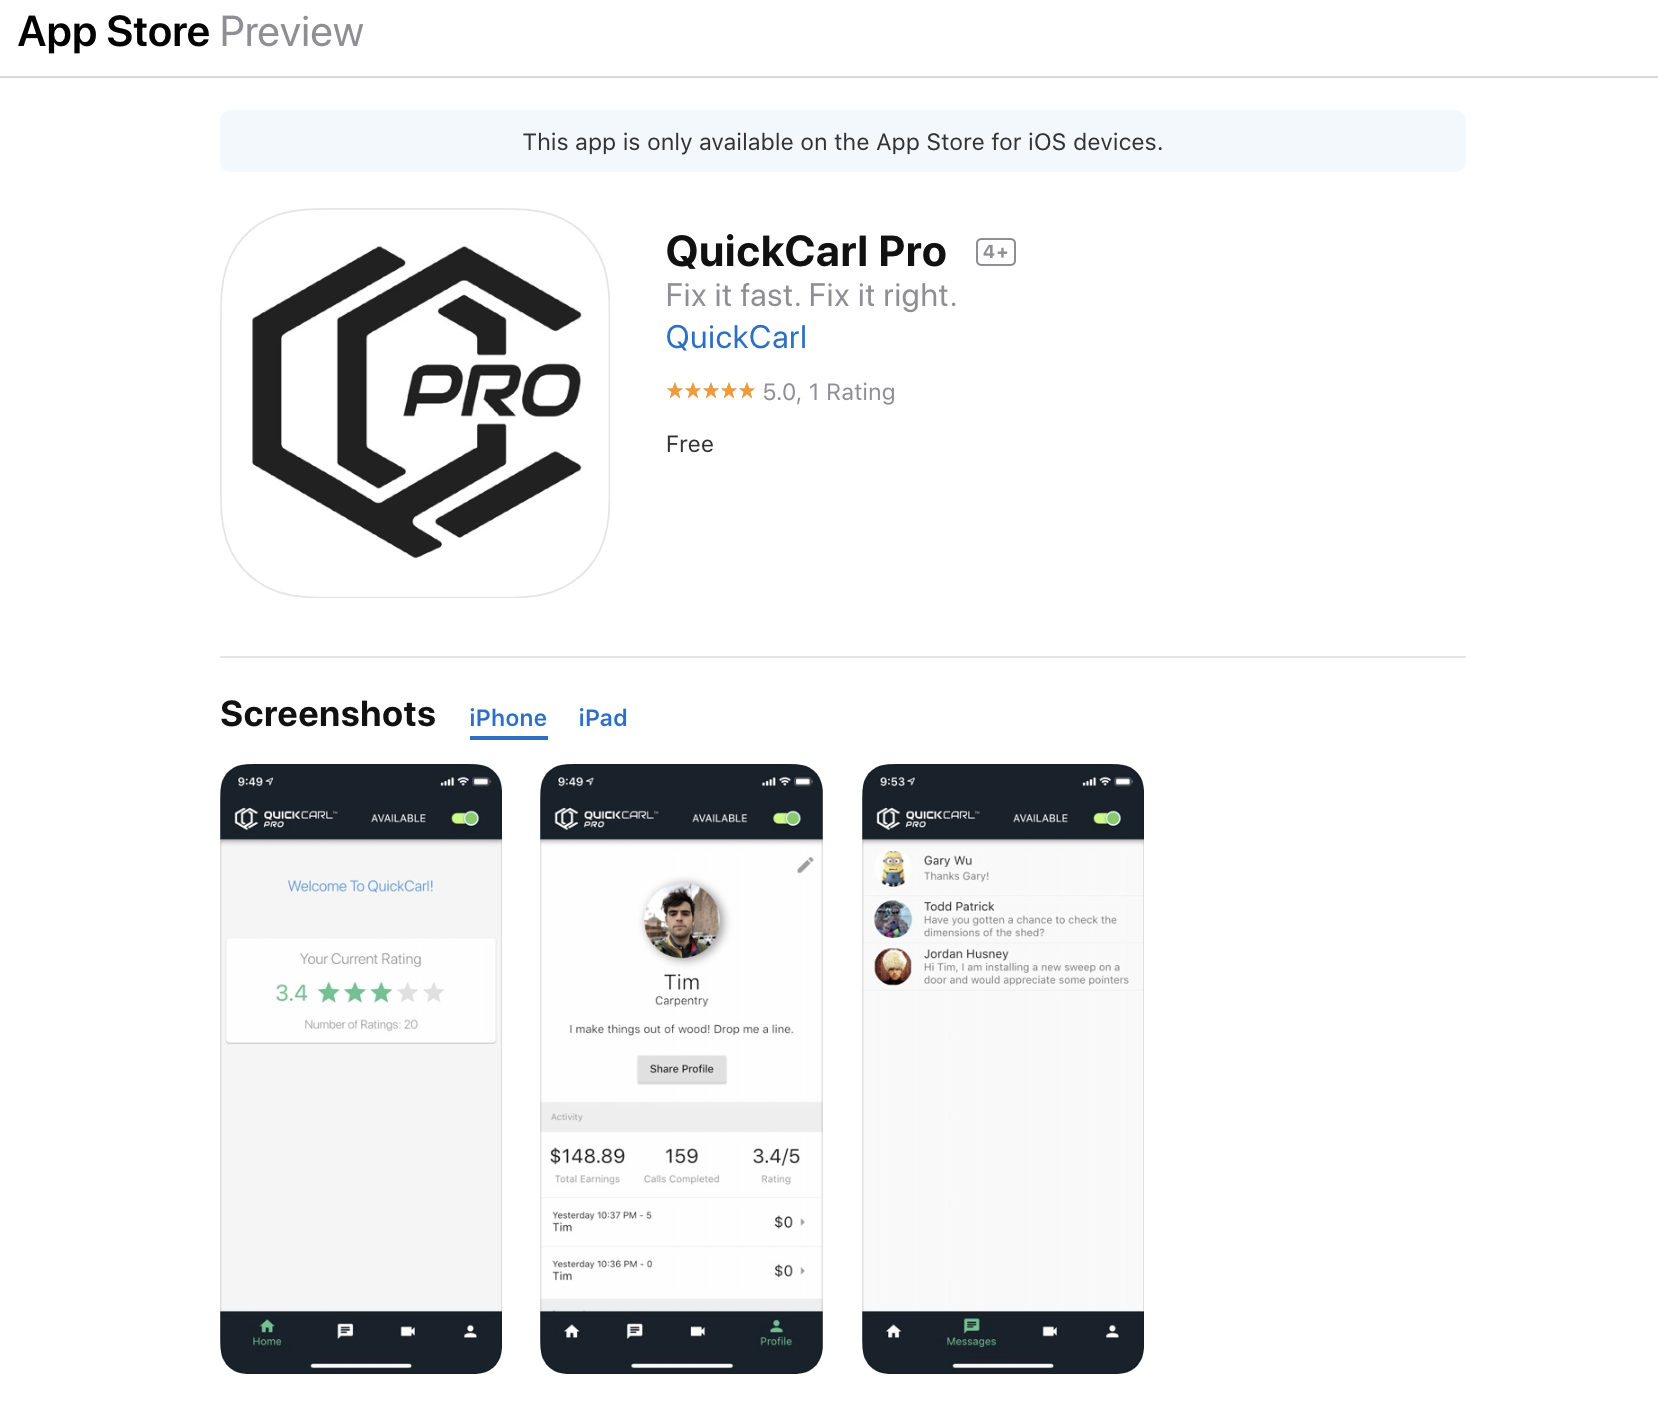 App Store Preview
This app is only available on the App Store for iOS devices.
PRO
QuickCarl Pro 4+
Fix it fast. Fix it right.
QuickCarl
5.0, 1 Rating
Free
Screenshots iPhone iPad
9:49
QUICKCARL™ PRO AVAILABLE
Welcome To QuickCarl!
Your Current Rating
3.4
Number of Ratings: 20
Home
9:49
QUICKCARL™ PRO AVAILABLE
Tim
Carpentry
I make things out of wood! Drop me a line.
Share Profile
Activity
$148.89 159 3.4/5
Total Earnings Calls Completed Rating
Yesterday 10:37 PM - 5
Tim $0
Yesterday 10:36 PM - 0
Tim $0
Profile
9:53
QUICKCARL™ PRO AVAILABLE
Gary Wu
Thanks Gary!
Todd Patrick
Have you gotten a chance to check the
dimensions of the shed?
Jordan Husney
Hi Tim, I am installing a new sweep on a
door and would appreciate some pointers
Messages